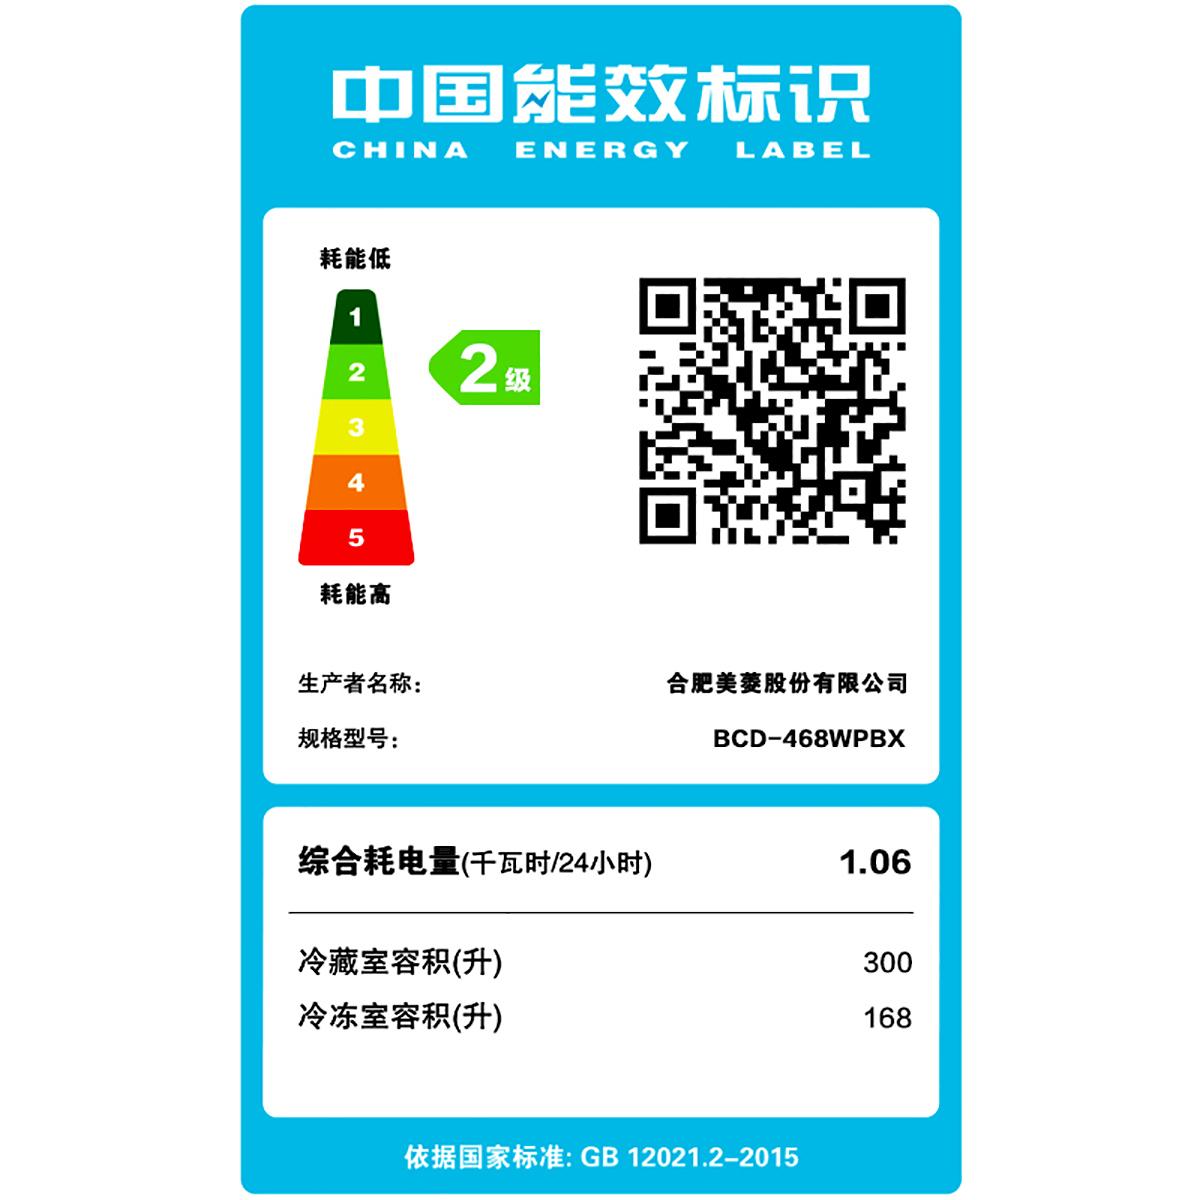 中国能效标识
CHINA ENERGY LABEL
耗能低
1
2
3
4
5
2级
耗能高
生产者名称: 合肥美菱股份有限公司
规格型号: BCD-468WPBX
综合耗电量(千瓦时/24小时) 1.06
冷藏室容积(升) 300
冷冻室容积(升) 168
依据国家标准: GB 12021.2-2015